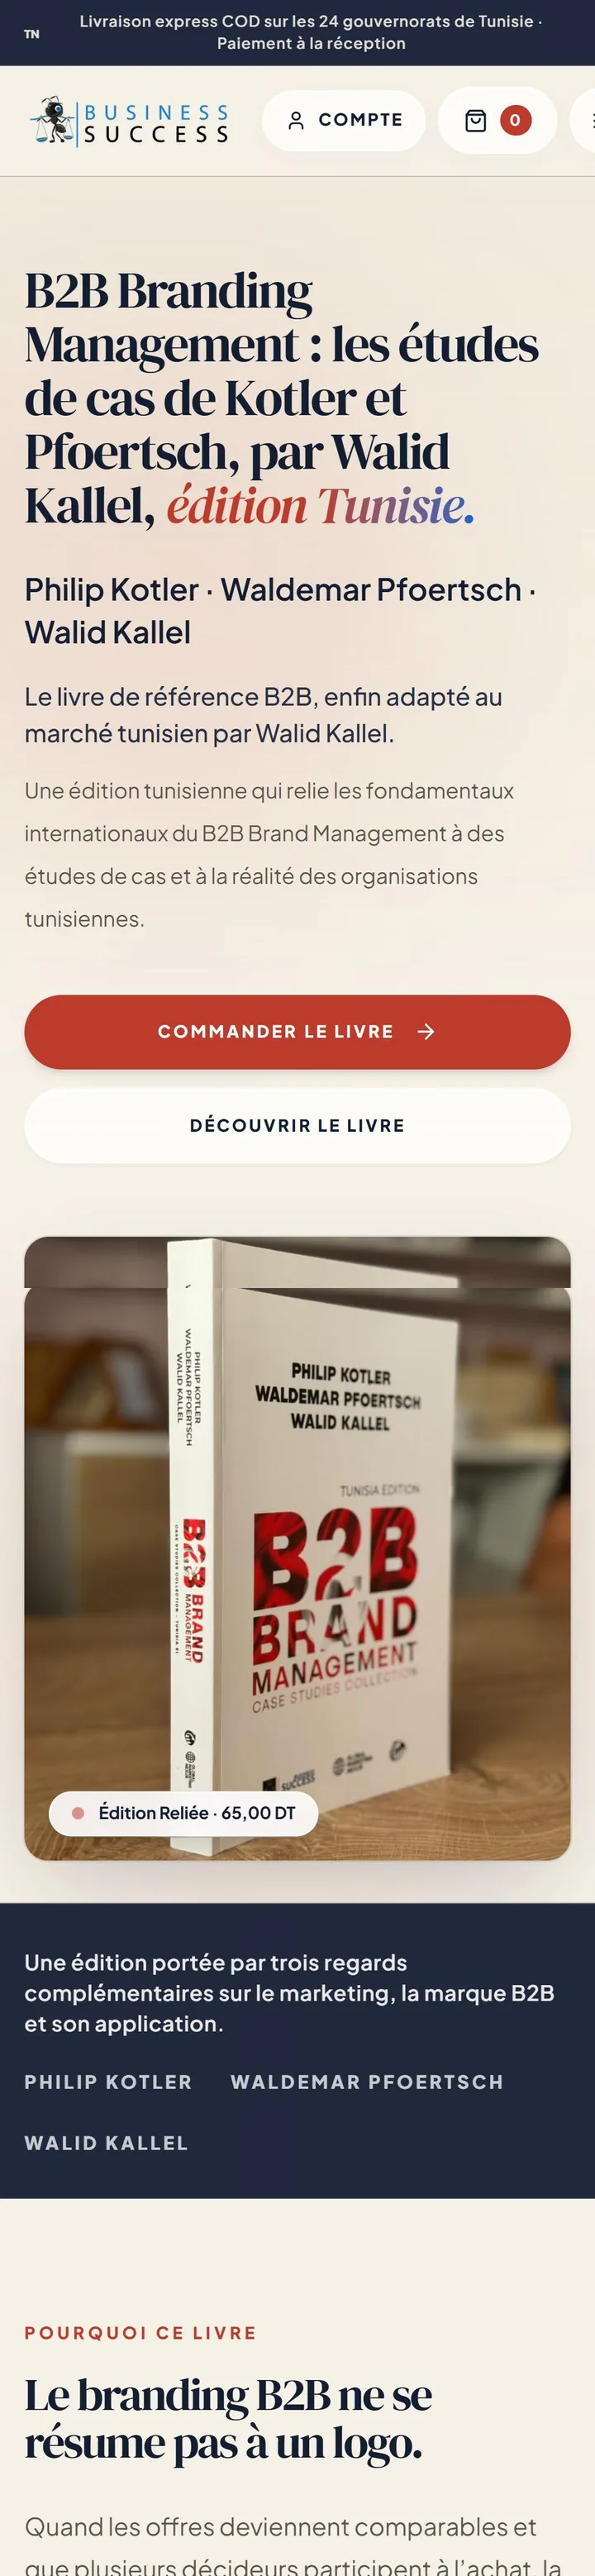 TN
Livraison express COD sur les 24 gouvernorats de Tunisie ·
Paiement à la réception
BUSINESS
SUCCESS
COMPTE
0
B2B Branding
Management : les études
de cas de Kotler et
Pfoertsch, par Walid
Kallel, édition Tunisie.
Philip Kotler · Waldemar Pfoertsch ·
Walid Kallel
Le livre de référence B2B, enfin adapté au
marché tunisien par Walid Kallel.
Une édition tunisienne qui relie les fondamentaux
internationaux du B2B Brand Management à des
études de cas et à la réalité des organisations
tunisiennes.
COMMANDER LE LIVRE
DÉCOUVRIR LE LIVRE
PHILIP KOTLER
WALDEMAR PFOERTSCH
WALID KALLEL
B2B BRAND
MANAGEMENT
PHILIP KOTLER
WALDEMAR PFOERTSCH
WALID KALLEL
TUNISIA EDITION
B2B
BRAND
MANAGEMENT
CASE STUDIES COLLECTION
SUCCESS
Édition Reliée · 65,00 DT
Une édition portée par trois regards
complémentaires sur le marketing, la marque B2B
et son application.
PHILIP KOTLER WALDEMAR PFOERTSCH
WALID KALLEL
POURQUOI CE LIVRE
Le branding B2B ne se
résume pas à un logo.
Quand les offres deviennent comparables et
que plusieurs décideurs participent à l'achat, la